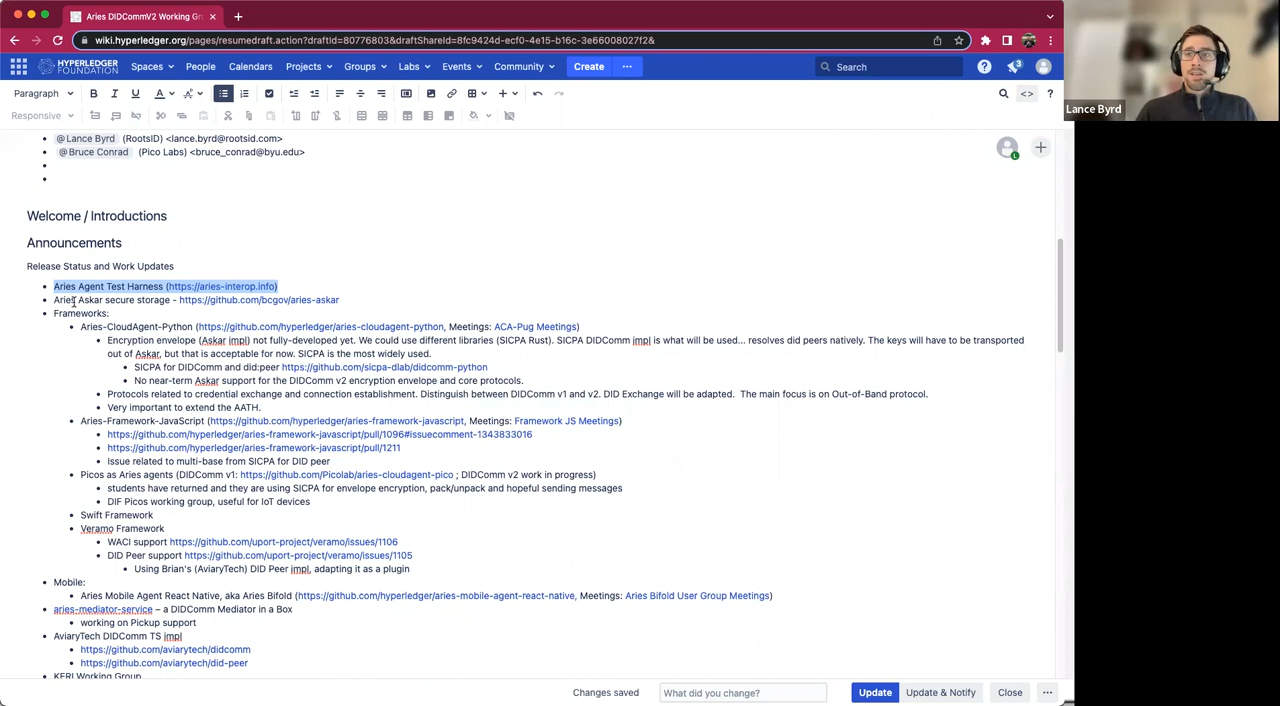 Aries DIDCommV2 Working Gr
wiki.hyperledger.org/pages/resumedraft.action?draftId=80776803&draftShareId=8fc9424d-ecf0-4e15-b16c-3e66008027f2&
HYPERLEDGER FOUNDATION Spaces People Calendars Projects Groups Labs Events Community Create ... Search 3
Paragraph B I U A
Responsive
Lance Byrd
@Lance Byrd (RootsID) <lance.byrd@rootsid.com>
@Bruce Conrad (Pico Labs) <bruce_conrad@byu.edu>
Welcome / Introductions
Announcements
Release Status and Work Updates
Aries Agent Test Harness (https://aries-interop.info)
Aries Askar secure storage - https://github.com/bcgov/aries-askar
Frameworks:
Aries-CloudAgent-Python (https://github.com/hyperledger/aries-cloudagent-python, Meetings: ACA-Pug Meetings)
Encryption envelope (Askar impl) not fully-developed yet. We could use different libraries (SICPA Rust). SICPA DIDComm impl is what will be used... resolves did peers natively. The keys will have to be transported
out of Askar, but that is acceptable for now. SICPA is the most widely used.
SICPA for DIDComm and did:peer https://github.com/sicpa-dlab/didcomm-python
No near-term Askar support for the DIDComm v2 encryption envelope and core protocols.
Protocols related to credential exchange and connection establishment. Distinguish between DIDComm v1 and v2. DID Exchange will be adapted. The main focus is on Out-of-Band protocol.
Very important to extend the AATH.
Aries-Framework-JavaScript (https://github.com/hyperledger/aries-framework-javascript, Meetings: Framework JS Meetings)
https://github.com/hyperledger/aries-framework-javascript/pull/1096#issuecomment-1343833016
https://github.com/hyperledger/aries-framework-javascript/pull/1211
Issue related to multi-base from SICPA for DID peer
Picos as Aries agents (DIDComm v1: https://github.com/Picolab/aries-cloudagent-pico ; DIDComm v2 work in progress)
students have returned and they are using SICPA for envelope encryption, pack/unpack and hopeful sending messages
DIF Picos working group, useful for IoT devices
Swift Framework
Veramo Framework
WACI support https://github.com/uport-project/veramo/issues/1106
DID Peer support https://github.com/uport-project/veramo/issues/1105
Using Brian's (AviaryTech) DID Peer impl, adapting it as a plugin
Mobile:
Aries Mobile Agent React Native, aka Aries Bifold (https://github.com/hyperledger/aries-mobile-agent-react-native, Meetings: Aries Bifold User Group Meetings)
aries-mediator-service – a DIDComm Mediator in a Box
working on Pickup support
AviaryTech DIDComm TS impl
https://github.com/aviarytech/didcomm
https://github.com/aviarytech/did-peer
KERI Working Group
Changes saved What did you change? Update Update & Notify Close ...